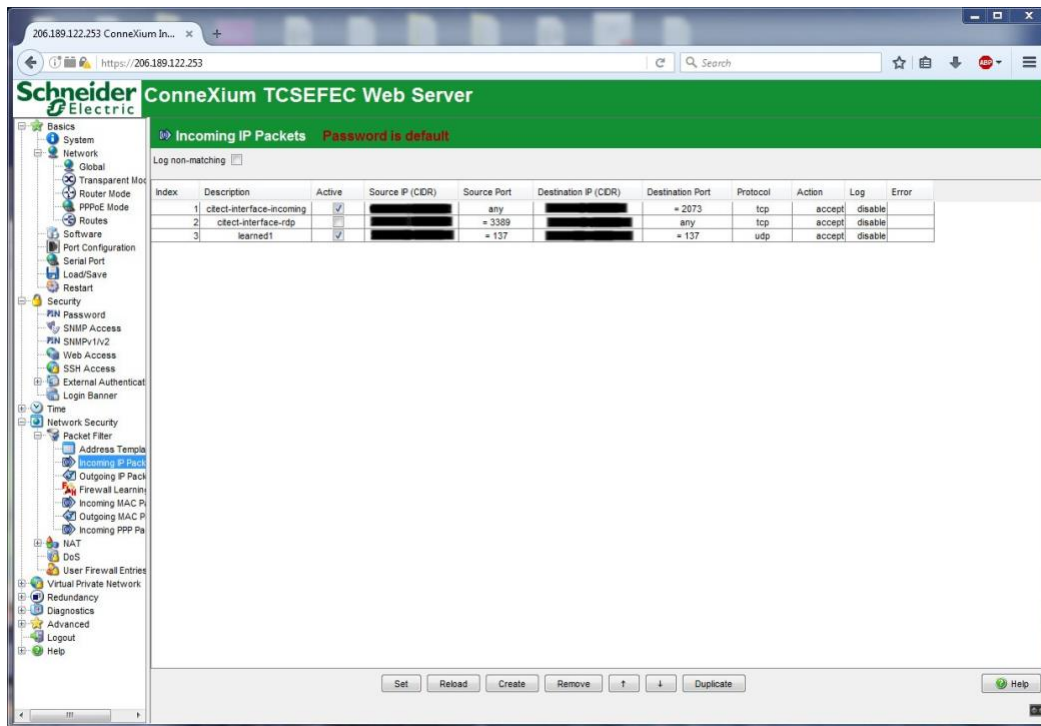 206.189.122.253 ConneXium In... × +
https://206.189.122.253 Search ABP
Schneider Electric
ConneXium TCSEFEC Web Server
Incoming IP Packets Password is default
Log non-matching
Index Description Active Source IP (CIDR) Source Port Destination IP (CIDR) Destination Port Protocol Action Log Error
1 citect-interface-incoming any = 2073 tcp accept disable
2 citect-interface-rdp = 3389 any tcp accept disable
3 learned1 = 137 = 137 udp accept disable
Basics
System
Network
Global
Transparent Mod
Router Mode
PPPoE Mode
Routes
Software
Port Configuration
Serial Port
Load/Save
Restart
Security
PIN Password
SNMP Access
PIN SNMPv1/v2
Web Access
SSH Access
External Authenticat
Login Banner
Time
Network Security
Packet Filter
Address Templa
Incoming IP Pack
Outgoing IP Pack
Firewall Learning
Incoming MAC Pa
Outgoing MAC P
Incoming PPP Pa
NAT
DoS
User Firewall Entries
Virtual Private Network
Redundancy
Diagnostics
Advanced
Logout
Help
Set Reload Create Remove ↑ ↓ Duplicate Help